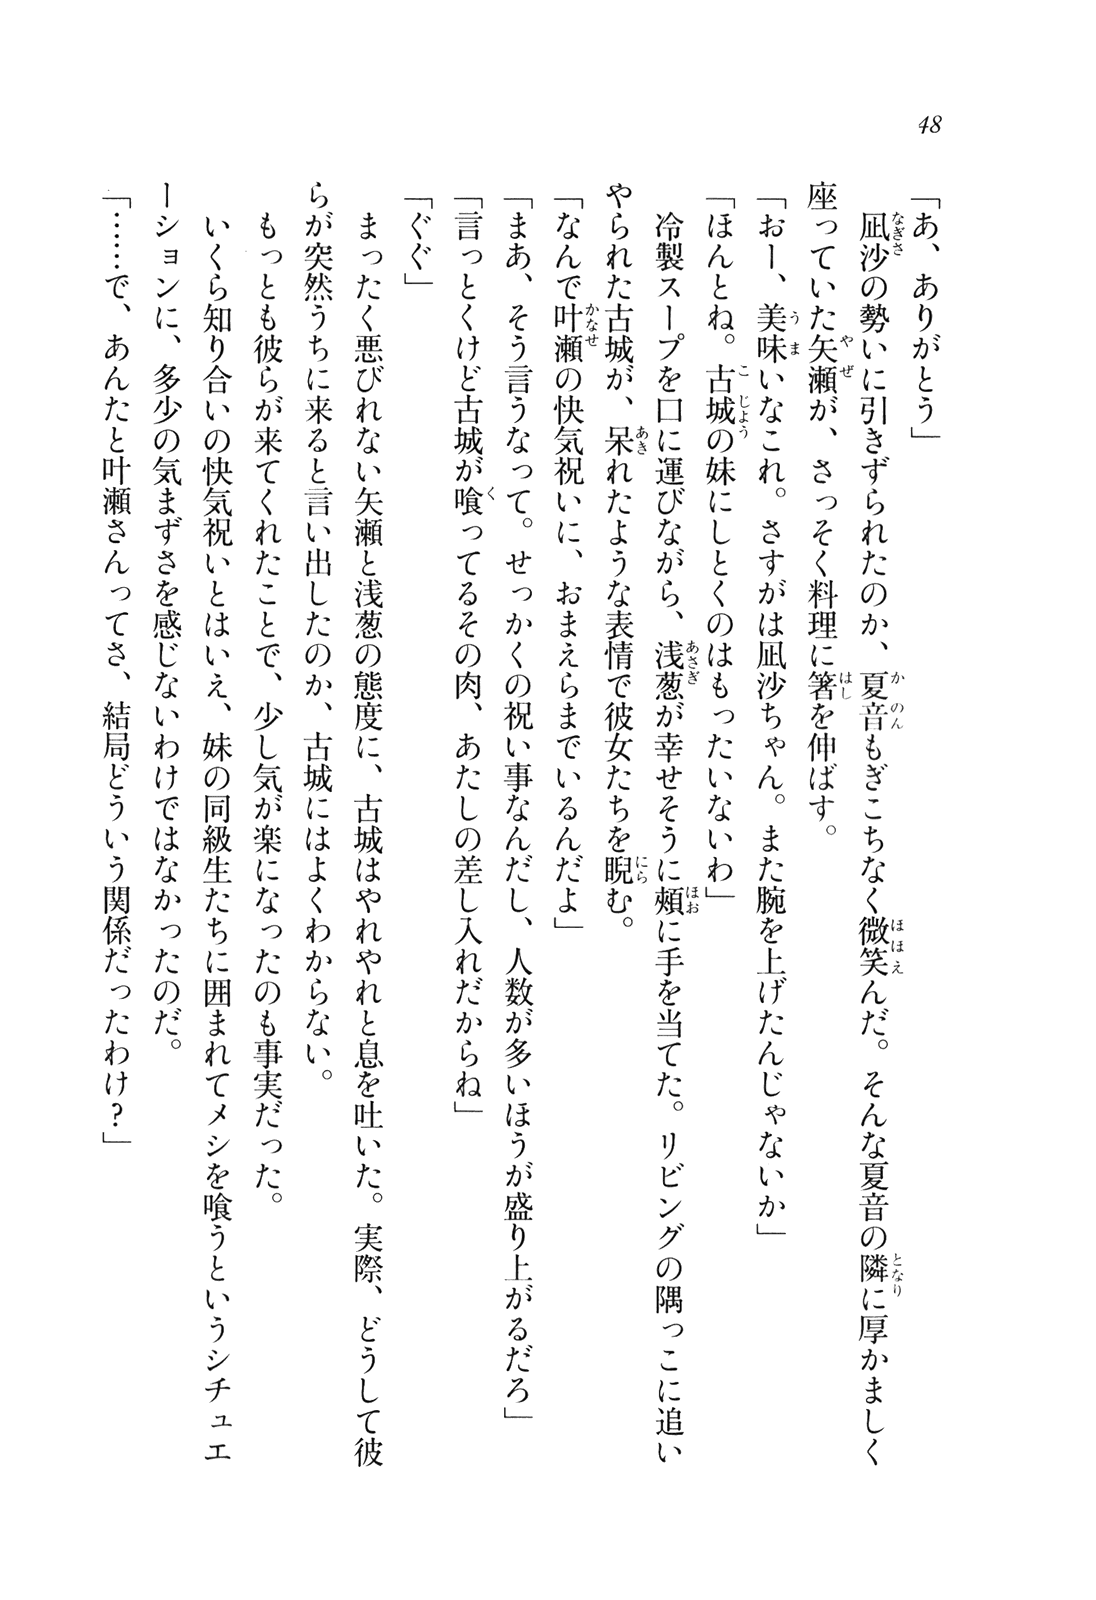 48
「あ、ありがとう」
　凪沙の勢いに引きずられたのか、夏音もぎこちなく微笑んだ。そんな夏音の隣に厚かましく
座っていた矢瀬が、さっそく料理に箸を伸ばす。
「おー、美味いなこれ。さすがは凪沙ちゃん。また腕を上げたんじゃないか」
「ほんとね。古城の妹にしとくのはもったいないわ」
　冷製スープを口に運びながら、浅葱が幸せそうに頰に手を当てた。リビングの隅っこに追い
やられた古城が、呆れたような表情で彼女たちを睨む。
「なんで叶瀬の快気祝いに、おまえらまでいるんだよ」
「まあ、そう言うなって。せっかくの祝い事なんだし、人数が多いほうが盛り上がるだろ」
「言っとくけど古城が喰ってるその肉、あたしの差し入れだからね」
「ぐぐ」
　まったく悪びれない矢瀬と浅葱の態度に、古城はやれやれと息を吐いた。実際、どうして彼
らが突然うちに来ると言い出したのか、古城にはよくわからない。
　もっとも彼らが来てくれたことで、少し気が楽になったのも事実だった。
　いくら知り合いの快気祝いとはいえ、妹の同級生たちに囲まれてメシを喰うというシチュエ
ーションに、多少の気まずさを感じないわけではなかったのだ。
「……で、あんたと叶瀬さんってさ、結局どういう関係だったわけ？」